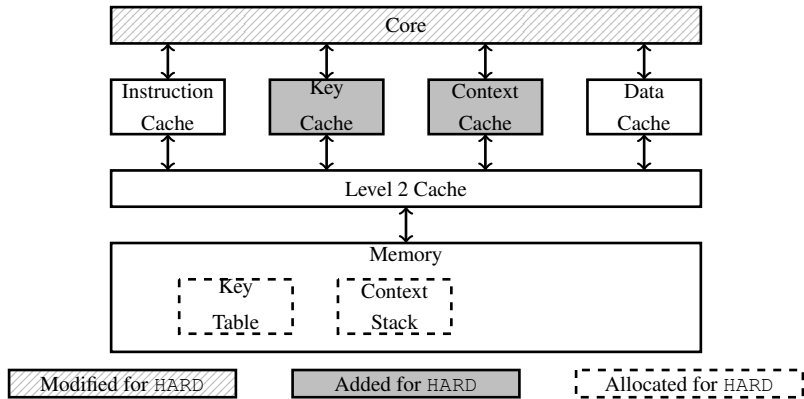 Core
Instruction Key Context Data
Cache Cache Cache Cache
Level 2 Cache
Memory
Key Context
Table Stack
Modified for HARD Added for HARD Allocated for HARD